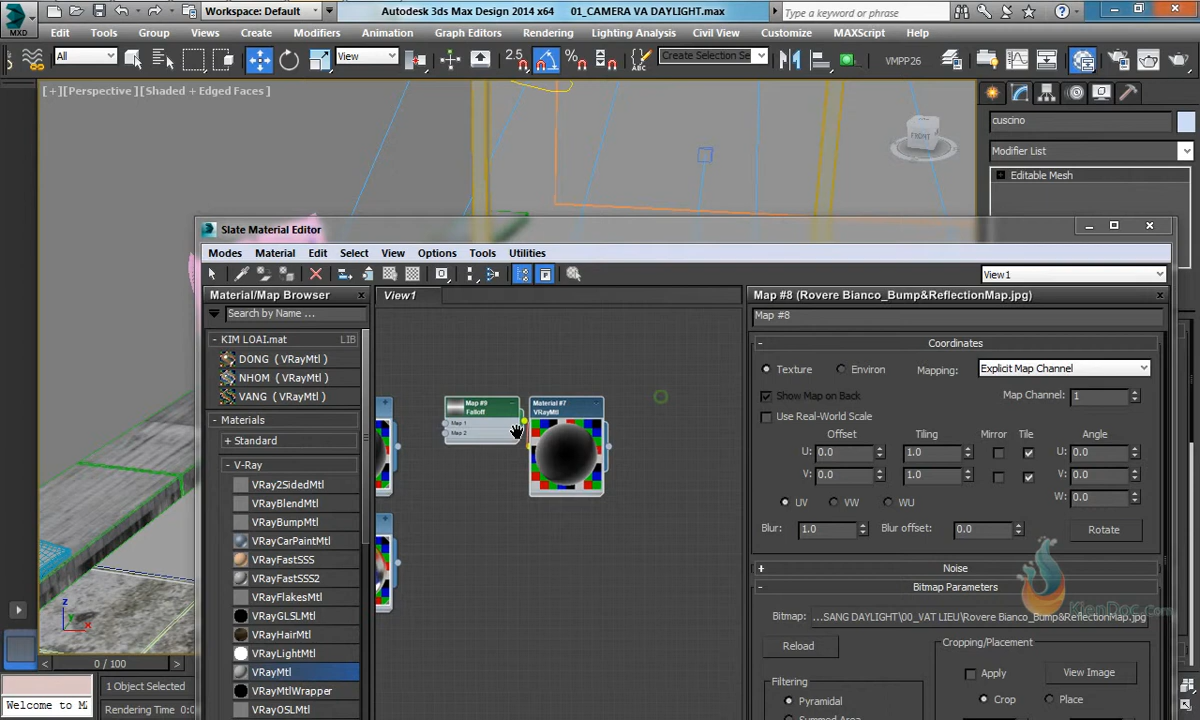 MXD
Workspace: Default
Autodesk 3ds Max Design 2014 x64
01_CAMERA VA DAYLIGHT.max
Type a keyword or phrase
Edit Tools Group Views Create Modifiers Animation Graph Editors Rendering Lighting Analysis Civil View Customize MAXScript Help
All
View
2.5
%
Create Selection Se
VMPP26
[+][Perspective][Shaded + Edged Faces]
FRONT
cuscino
Modifier List
Editable Mesh
Slate Material Editor
Modes Material Edit Select View Options Tools Utilities
View1
Material/Map Browser
View1
Map #8 (Rovere Bianco_Bump&ReflectionMap.jpg)
Search by Name ...
Map #8
- KIM LOAI.mat LIB
DONG ( VRayMtl )
NHOM ( VRayMtl )
VANG ( VRayMtl )
- Materials
+ Standard
- V-Ray
VRay2SidedMtl
VRayBlendMtl
VRayBumpMtl
VRayCarPaintMtl
VRayFastSSS
VRayFastSSS2
VRayFlakesMtl
VRayGLSLMtl
VRayHairMtl
VRayLightMtl
VRayMtl
VRayMtlWrapper
VRayOSLMtl
Map #9
Falloff
Map 1
Map 2
Material #7
VRayMtl
- Coordinates
Texture Environ Mapping: Explicit Map Channel
Show Map on Back Map Channel: 1
Use Real-World Scale
Offset Tiling Mirror Tile Angle
U: 0.0 1.0 U: 0.0
V: 0.0 1.0 V: 0.0
W: 0.0
UV VW WU
Blur: 1.0 Blur offset: 0.0 Rotate
+ Noise
- Bitmap Parameters
Bitmap: ...SANG DAYLIGHT\00_VAT LIEU\Rovere Bianco_Bump&ReflectionMap.jpg
Reload
Cropping/Placement
Apply View Image
Filtering
Pyramidal
Crop Place
KienDoc.com
z
y
x
0 / 100
1 Object Selected
Welcome to M
Rendering Time 0:0